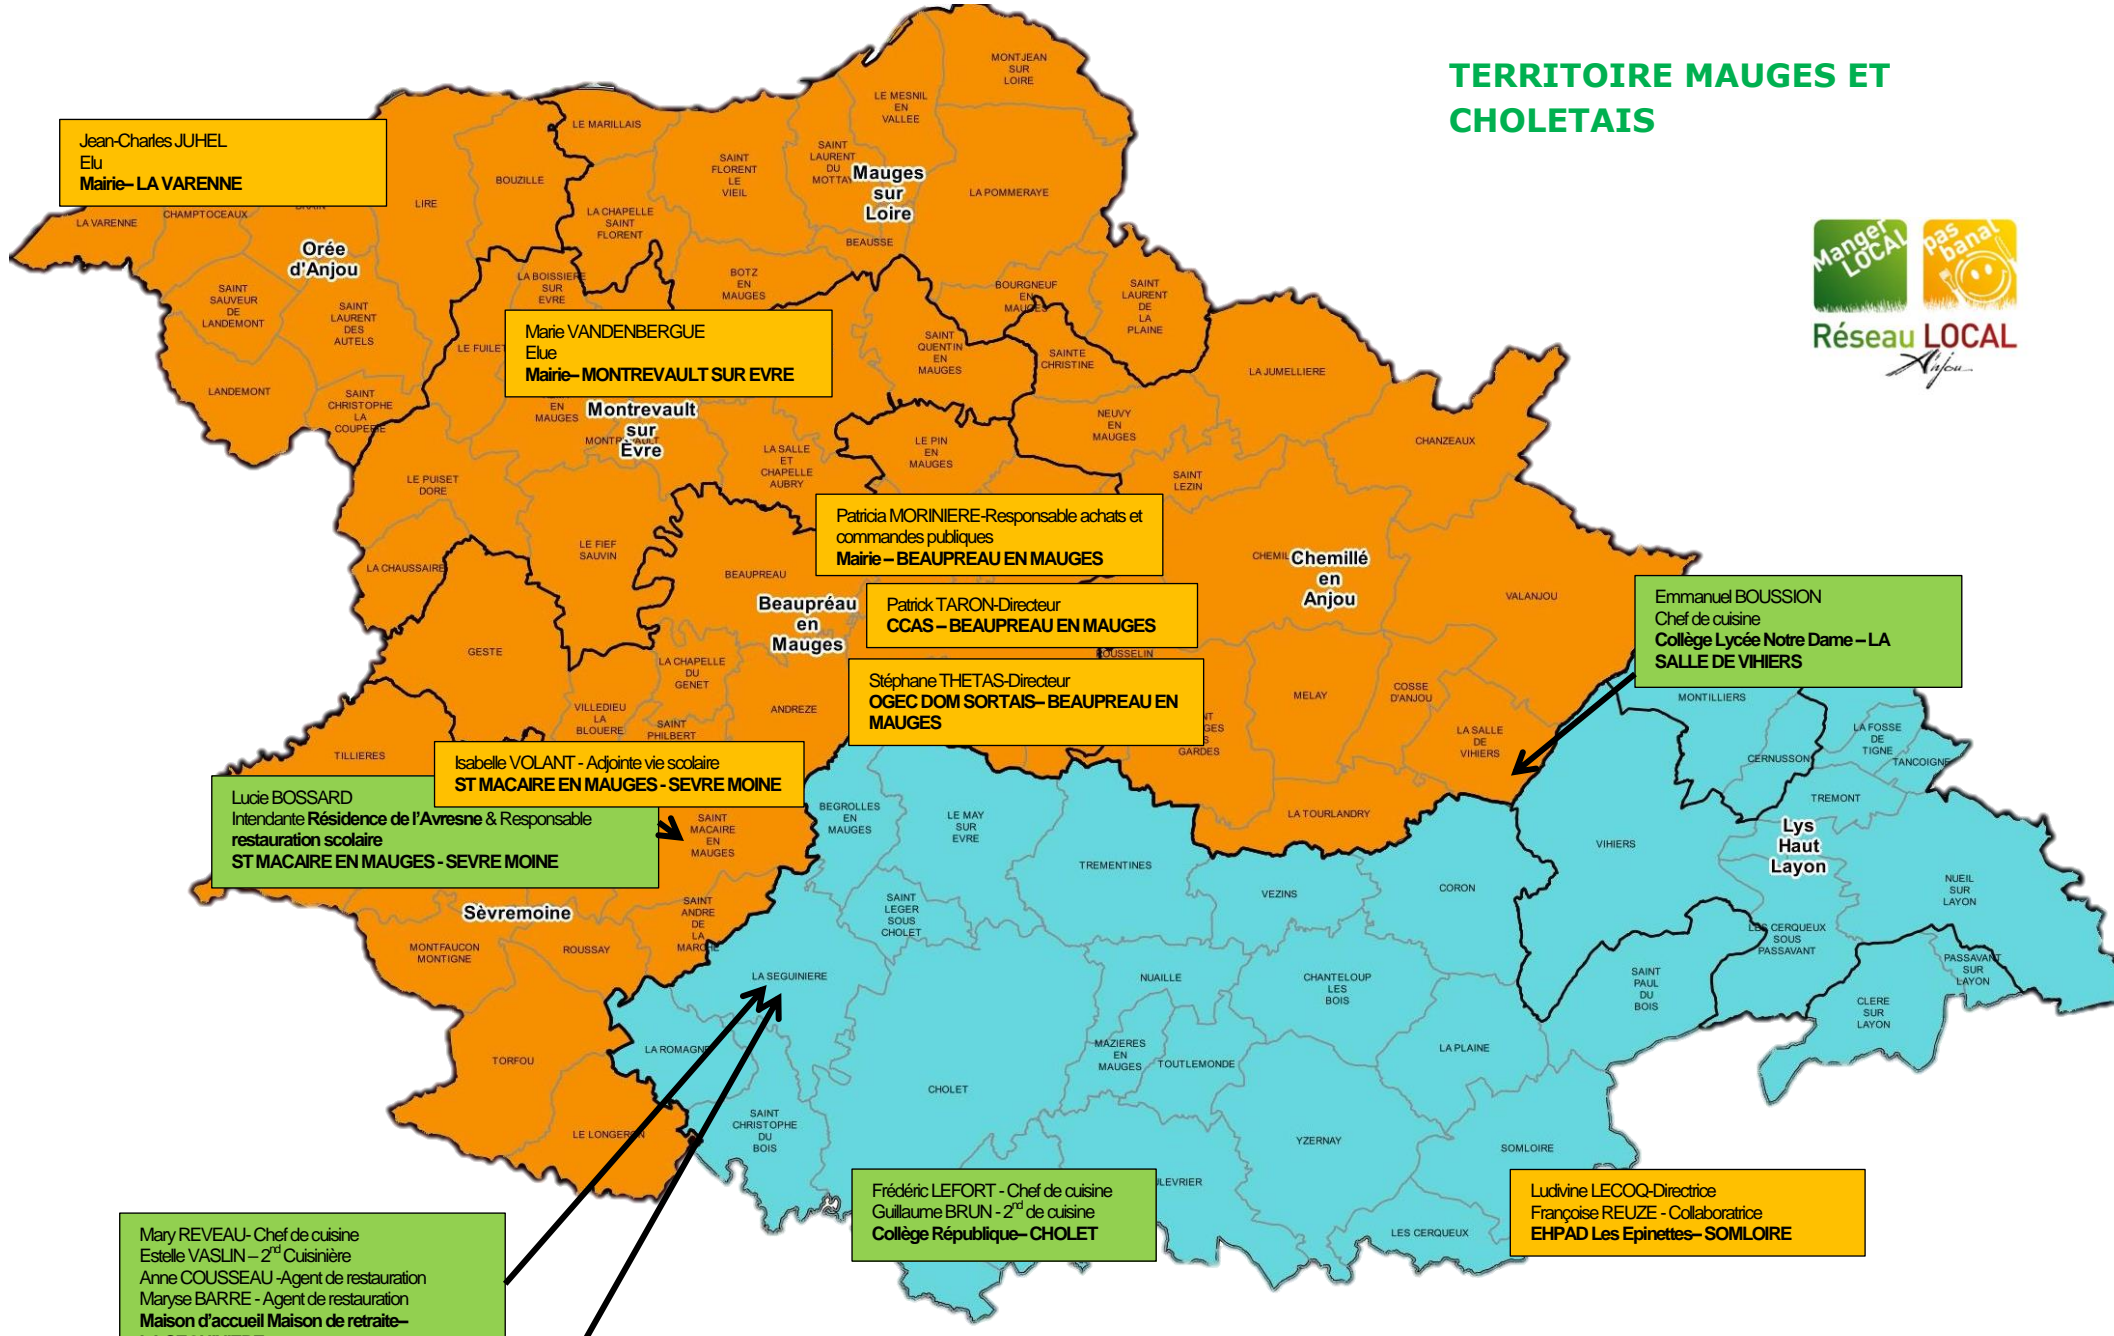 TERRITOIRE MAUGES ET
CHOLETAIS
Manger
LOCAL
pas
banal
Réseau LOCAL
Anjou
Jean-Charles JUHEL
Elu
Mairie– LA VARENNE
Marie VANDENBERGUE
Elue
Mairie– MONTREVAULT SUR EVRE
Patricia MORINIERE-Responsable achats et
commandes publiques
Mairie – BEAUPREAU EN MAUGES
Patrick TARON-Directeur
CCAS – BEAUPREAU EN MAUGES
Stéphane THETAS-Directeur
OGEC DOM SORTAIS– BEAUPREAU EN
MAUGES
Emmanuel BOUSSION
Chef de cuisine
Collège Lycée Notre Dame – LA
SALLE DE VIHIERS
Isabelle VOLANT - Adjointe vie scolaire
ST MACAIRE EN MAUGES - SEVRE MOINE
Lucie BOSSARD
Intendante Résidence de l’Avresne & Responsable
restauration scolaire
ST MACAIRE EN MAUGES - SEVRE MOINE
Mary REVEAU- Chef de cuisine
Estelle VASLIN – 2nd Cuisinière
Anne COUSSEAU -Agent de restauration
Maryse BARRE - Agent de restauration
Maison d’accueil Maison de retraite–
Frédéric LEFORT - Chef de cuisine
Guillaume BRUN - 2nd de cuisine
Collège République– CHOLET
Ludivine LECOQ-Directrice
Françoise REUZE - Collaboratrice
EHPAD Les Epinettes– SOMLOIRE
MONTJEAN
SUR
LOIRE
LE MESNIL
EN
VALLEE
LE MARILLAIS
SAINT
FLORENT
LE
VIEIL
SAINT
LAURENT
DU
MOTTAY
Mauges
sur
Loire
LA POMMERAYE
BOUZILLE
LIRE
LA VARENNE
CHAMPTOCEAUX
LA CHAPELLE
SAINT
FLORENT
BEAUSSE
Orée
d'Anjou
SAINT
SAUVEUR
DE
LANDEMONT
SAINT
LAURENT
DES
AUTELS
LA BOISSIERE
SUR
EVRE
BOTZ
EN
MAUGES
BOURGNEUF
EN
MAUGES
SAINT
LAURENT
DE
LA
PLAINE
LE FUILET
SAINT
QUENTIN
EN
MAUGES
SAINTE
CHRISTINE
LA JUMELLIERE
LANDEMONT
SAINT
CHRISTOPHE
LA
COUPERIE
EN
MAUGES
Montrevault
sur
Èvre
LA SALLE
ET
CHAPELLE
AUBRY
LE PIN
EN
MAUGES
NEUVY
EN
MAUGES
CHANZEAUX
SAINT
LEZIN
LE PUISET
DORE
LE FIEF
SAUVIN
LA CHAUSSAIRE
BEAUPREAU
Beaupréau
en
Mauges
Chemillé
en
Anjou
VALANJOU
GESTE
LA CHAPELLE
DU
GENET
VILLEDIEU
LA
BLOUERE
SAINT
PHILBERT
ANDREZE
MELAY
COSSE
D'ANJOU
LA SALLE
DE
VIHIERS
GARDES
TILLIERES
LA TOURLANDRY
MONTILLIERS
LA FOSSE
DE
TIGNE
CERNUSSON
TANCOIGNE
TREMONT
Lys
Haut
Layon
VIHIERS
NUEIL
SUR
LAYON
SAINT
MACAIRE
EN
MAUGES
BEGROLLES
EN
MAUGES
LE MAY
SUR
EVRE
TREMENTINES
VEZINS
CORON
Sèvremoine
SAINT
ANDRE
DE
LA
MARCHE
SAINT
LEGER
SOUS
CHOLET
MONTFAUCON
MONTIGNE
ROUSSAY
LA SEGUINIERE
NUAILLE
CHANTELOUP
LES
BOIS
SAINT
PAUL
DU
BOIS
LES CERQUEUX
SOUS
PASSAVANT
PASSAVANT
SUR
LAYON
CLERE
SUR
LAYON
TORFOU
LA ROMAGNE
MAZIERES
EN
MAUGES
TOUTLEMONDE
LA PLAINE
CHOLET
LE LONGERON
SAINT
CHRISTOPHE
DU
BOIS
YZERNAY
SOMLOIRE
LES CERQUEUX